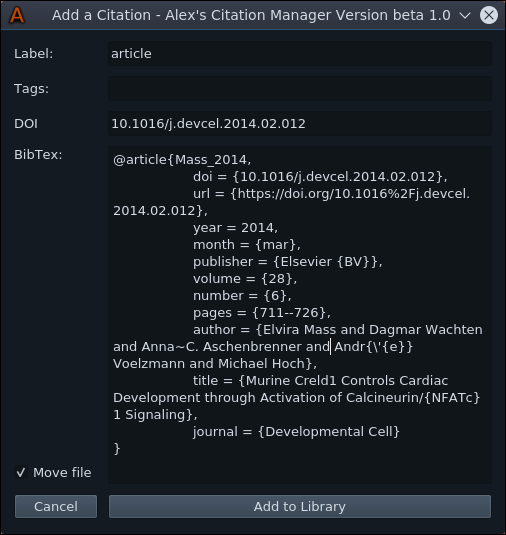 Add a Citation - Alex's Citation Manager Version beta 1.0
Label:
article
Tags:
DOI
10.1016/j.devcel.2014.02.012
BibTex:
@article{Mass_2014,
doi = {10.1016/j.devcel.2014.02.012},
url = {https://doi.org/10.1016%2Fj.devcel.
2014.02.012},
year = 2014,
month = {mar},
publisher = {Elsevier {BV}},
volume = {28},
number = {6},
pages = {711--726},
author = {Elvira Mass and Dagmar Wachten
and Anna~C. Aschenbrenner and Andr{\'{e}}
Voelzmann and Michael Hoch},
title = {Murine Creld1 Controls Cardiac
Development through Activation of Calcineurin/{NFATc}
1 Signaling},
journal = {Developmental Cell}
}
Move file
Cancel
Add to Library